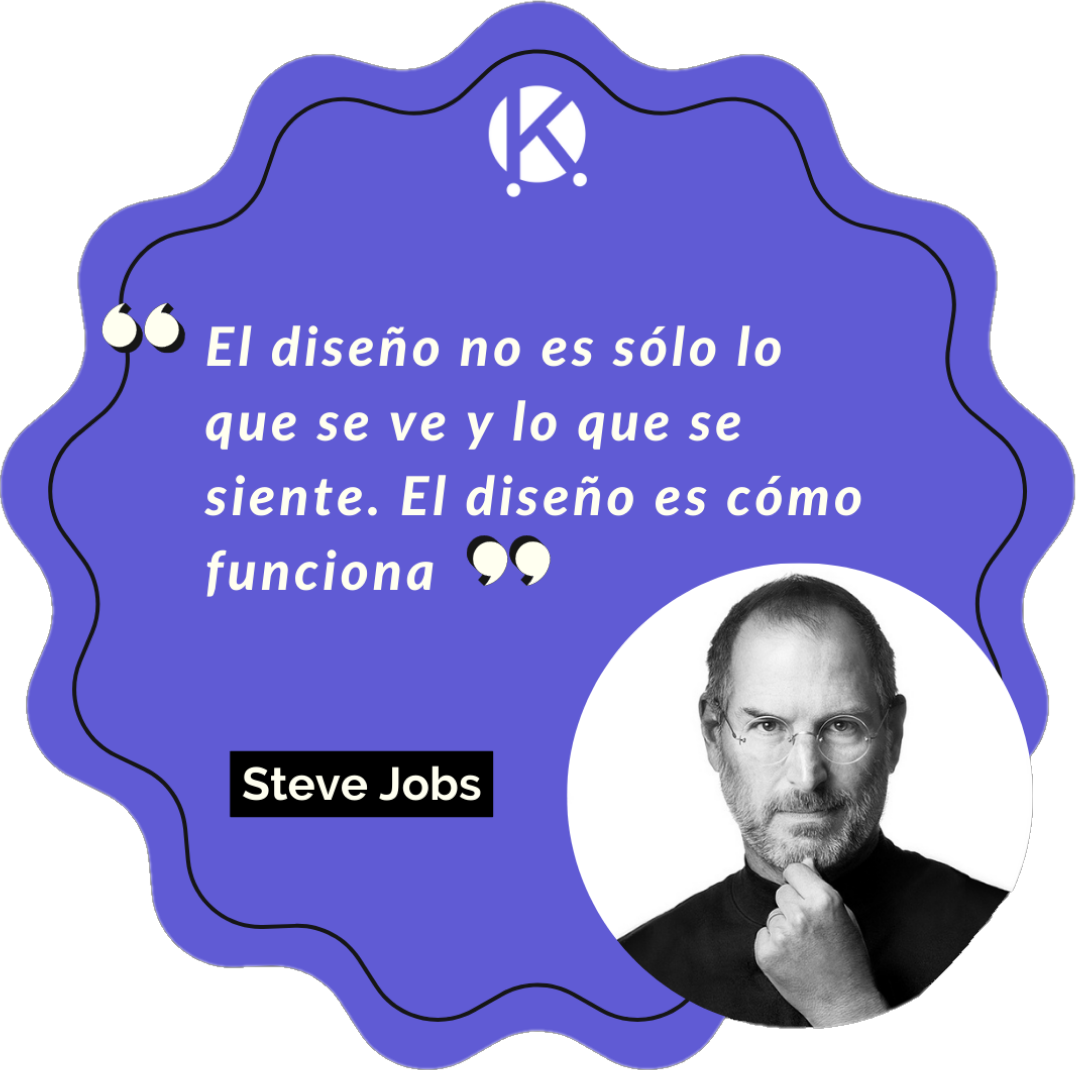 K
“ El diseño no es sólo lo
que se ve y lo que se
siente. El diseño es cómo
funciona ”
Steve Jobs